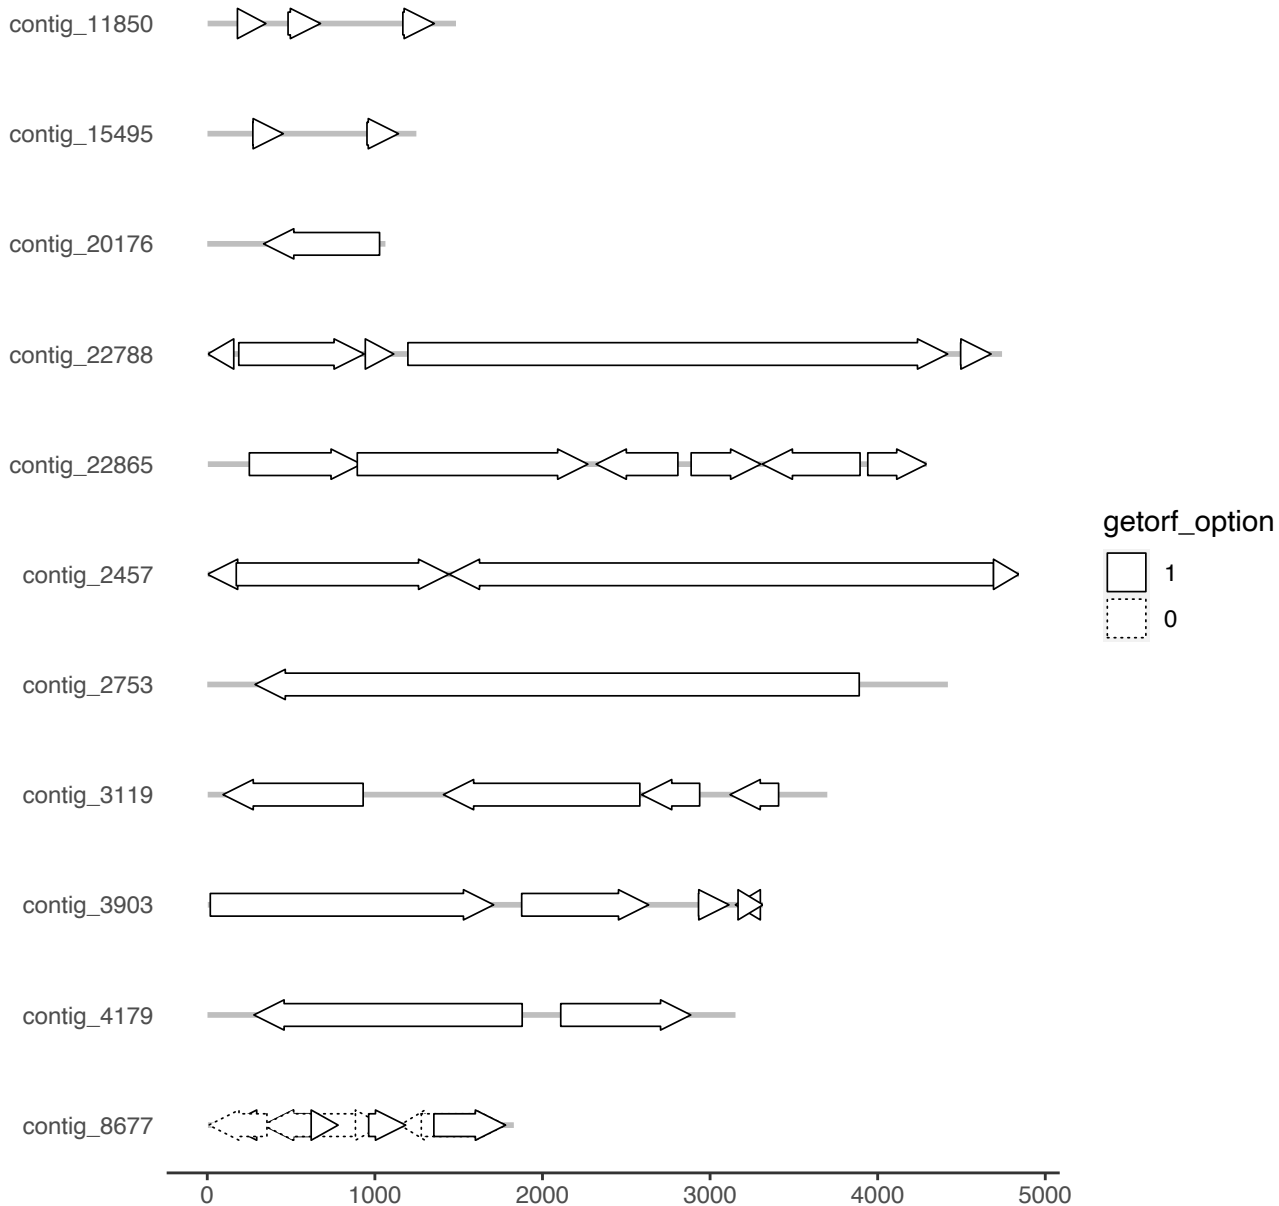 contig_11850
contig_15495
contig_20176
contig_22788
contig_22865
contig_2457
contig_2753
contig_3119
contig_3903
contig_4179
contig_8677
0 1000 2000 3000 4000 5000
getorf_option
1
0